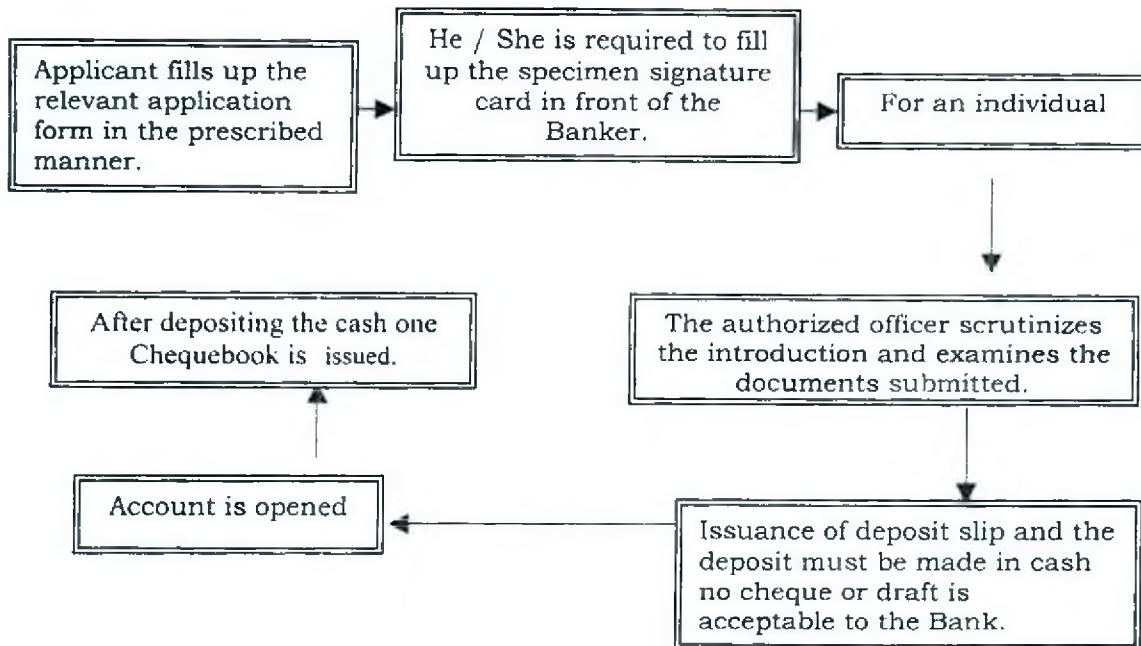 Applicant fills up the
relevant application
form in the prescribed
manner.
He / She is required to fill
up the specimen signature
card in front of the
Banker.
For an individual
The authorized officer scrutinizes
the introduction and examines the
documents submitted.
Issuance of deposit slip and the
deposit must be made in cash
no cheque or draft is
acceptable to the Bank.
Account is opened
After depositing the cash one
Chequebook is issued.